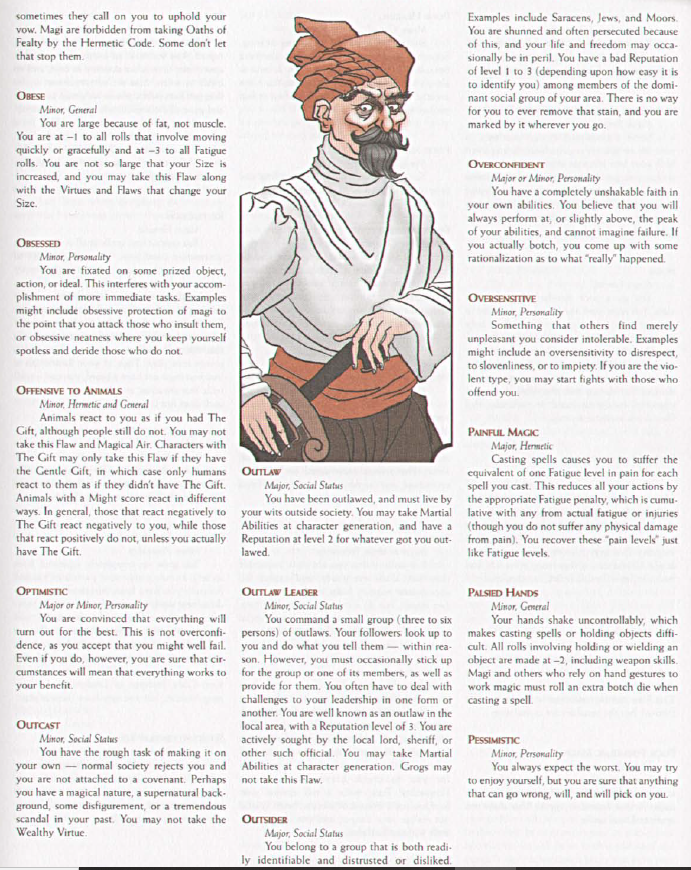 sometimes they call on you to uphold your
vow. Magi are forbidden from taking Oaths of
Fealty by the Hermetic Code. Some don't let
that stop them.
OBESE
Minor, General
You are large because of fat, not muscle.
You are at –1 to all rolls that involve moving
quickly or gracefully and at –3 to all Fatigue
rolls. You are not so large that your Size is
increased, and you may take this Flaw along
with the Virtues and Flaws that change your
Size.
OBSESSED
Minor, Personality
You are fixated on some prized object,
action, or ideal. This interferes with your accom-
plishment of more immediate tasks. Examples
might include obsessive protection of magi to
the point that you attack those who insult them,
or obsessive neatness where you keep yourself
spotless and deride those who do not.
OFFENSIVE TO ANIMALS
Minor, Hermetic and General
Animals react to you as if you had The
Gift, although people still do not. You may not
take this Flaw and Magical Air. Characters with
The Gift may only take this Flaw if they have
the Gentle Gift, in which case only humans
react to them as if they didn't have The Gift.
Animals with a Might score react in different
ways. In general, those that react negatively to
The Gift react negatively to you, while those
that react positively do not, unless you actually
have The Gift.
OPTIMISTIC
Major or Minor, Personality
You are convinced that everything will
turn out for the best. This is not overconfi-
dence, as you accept that you might well fail.
Even if you do, however, you are sure that cir-
cumstances will mean that everything works to
your benefit.
OUTCAST
Minor, Social Status
You have the rough task of making it on
your own — normal society rejects you and
you are not attached to a covenant. Perhaps
you have a magical nature, a supernatural back-
ground, some disfigurement, or a tremendous
scandal in your past. You may not take the
Wealthy Virtue.
OUTLAW
Major, Social Status
You have been outlawed, and must live by
your wits outside society. You may take Martial
Abilities at character generation, and have a
Reputation at level 2 for whatever got you out-
lawed.
OUTLAW LEADER
Minor, Social Status
You command a small group (three to six
persons) of outlaws. Your followers look up to
you and do what you tell them — within rea-
son. However, you must occasionally stick up
for the group or one of its members, as well as
provide for them. You often have to deal with
challenges to your leadership in one form or
another. You are well known as an outlaw in the
local area, with a Reputation level of 3. You are
actively sought by the local lord, sheriff, or
other such official. You may take Martial
Abilities at character generation. Grogs may
not take this Flaw.
OUTSIDER
Major, Social Status
You belong to a group that is both readi-
ly identifiable and distrusted or disliked.
Examples include Saracens, Jews, and Moors.
You are shunned and often persecuted because
of this, and your life and freedom may occa-
sionally be in peril. You have a bad Reputation
of level 1 to 3 (depending upon how easy it is
to identify you) among members of the domi-
nant social group of your area. There is no way
for you to ever remove that stain, and you are
marked by it wherever you go.
OVERCONFIDENT
Major or Minor, Personality
You have a completely unshakable faith in
your own abilities. You believe that you will
always perform at, or slightly above, the peak
of your abilities, and cannot imagine failure. If
you actually botch, you come up with some
rationalization as to what "really" happened.
OVERSENSITIVE
Minor, Personality
Something that others find merely
unpleasant you consider intolerable. Examples
might include an oversensitivity to disrespect,
to slovenliness, or to impiety. If you are the vio-
lent type, you may start fights with those who
offend you.
PAINFUL MAGIC
Major, Hermetic
Casting spells causes you to suffer the
equivalent of one Fatigue level in pain for each
spell you cast. This reduces all your actions by
the appropriate Fatigue penalty, which is cumu-
lative with any from actual fatigue or injuries
(though you do not suffer any physical damage
from pain). You recover these "pain levels" just
like Fatigue levels.
PALSIED HANDS
Minor, General
Your hands shake uncontrollably, which
makes casting spells or holding objects diffi-
cult. All rolls involving holding or wielding an
object are made at –2, including weapon skills.
Magi and others who rely on hand gestures to
work magic must roll an extra botch die when
casting a spell.
PESSIMISTIC
Minor, Personality
You always expect the worst. You may try
to enjoy yourself, but you are sure that anything
that can go wrong, will, and will pick on you.